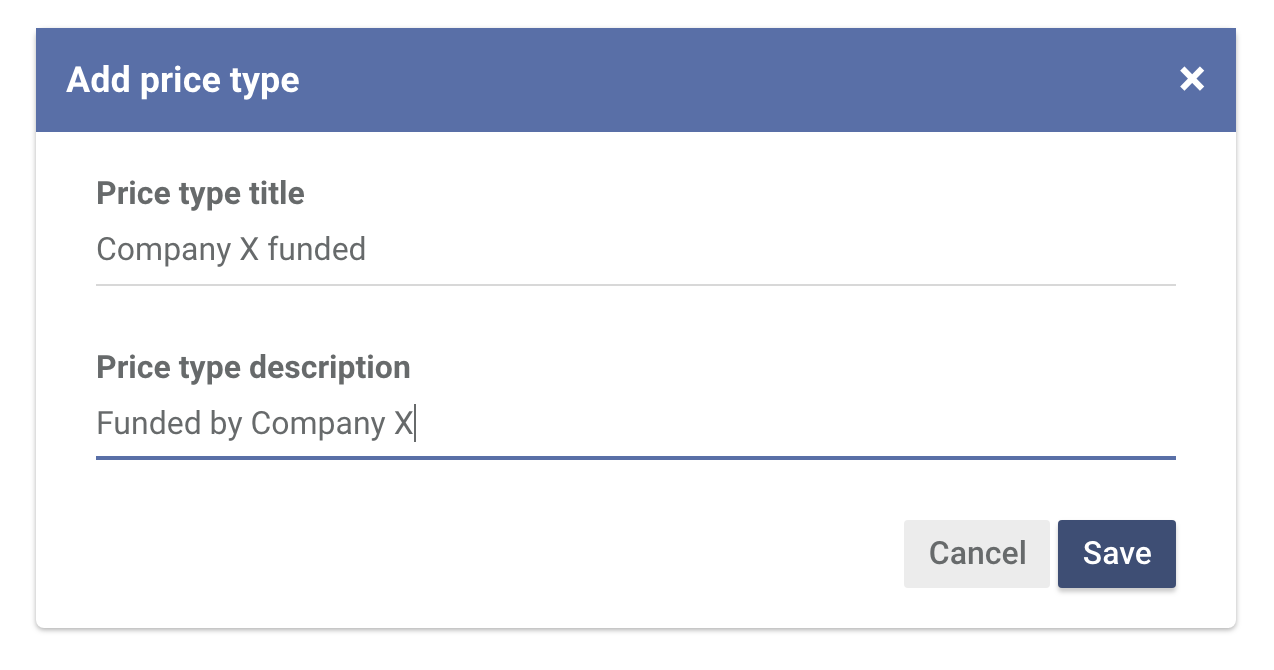 Add price type
Price type title
Company X funded
Price type description
Funded by Company X
Cancel Save